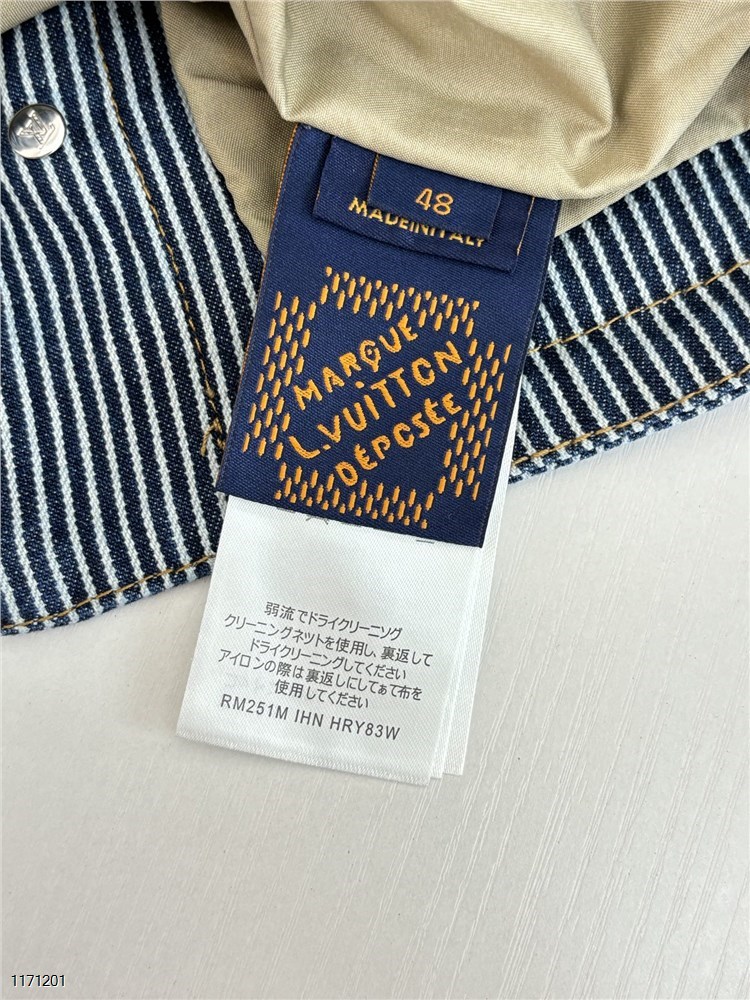 48
MADE IN ITALY
MARQUE
L.VUITTON
DÉPOSÉE
弱流でドライクリーニソグ
クリーニングネットを使用し、裏返して
ドライクリーニングしてください
アイロンの際は裏返しにしてあて布を
使用してください
RM251M IHN HRY83W
1171201